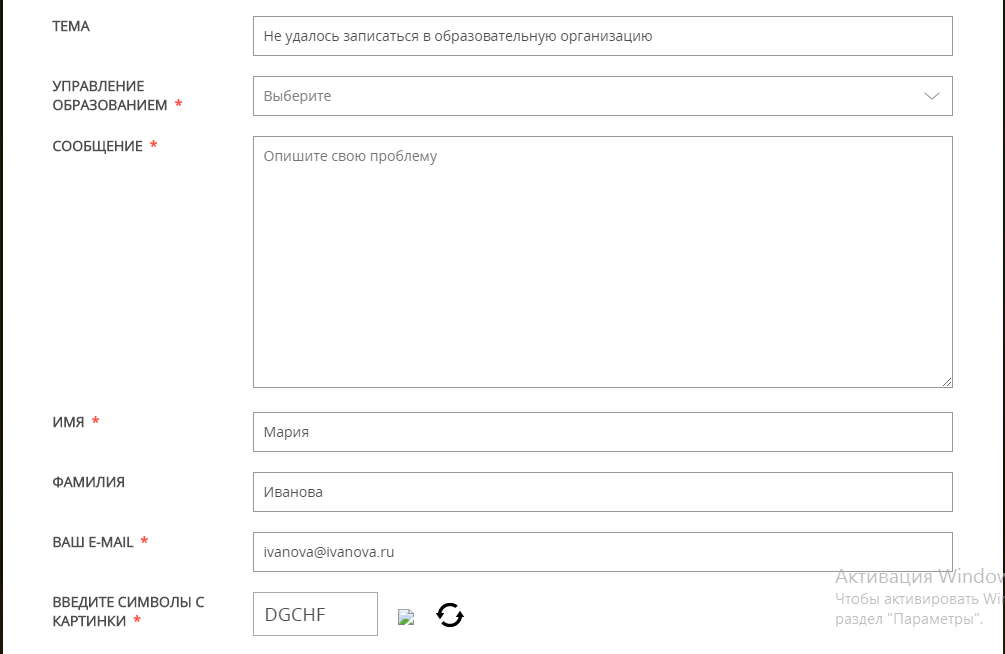 ТЕМА
Не удалось записаться в образовательную организацию
УПРАВЛЕНИЕ
ОБРАЗОВАНИЕМ *
Выберите
СООБЩЕНИЕ *
Опишите свою проблему
ИМЯ *
Мария
ФАМИЛИЯ
Иванова
ВАШ E-MAIL *
ivanova@ivanova.ru
ВВЕДИТЕ СИМВОЛЫ С
КАРТИНКИ *
DGCHF
Активация Window
Чтобы активировать Wi
раздел "Параметры".